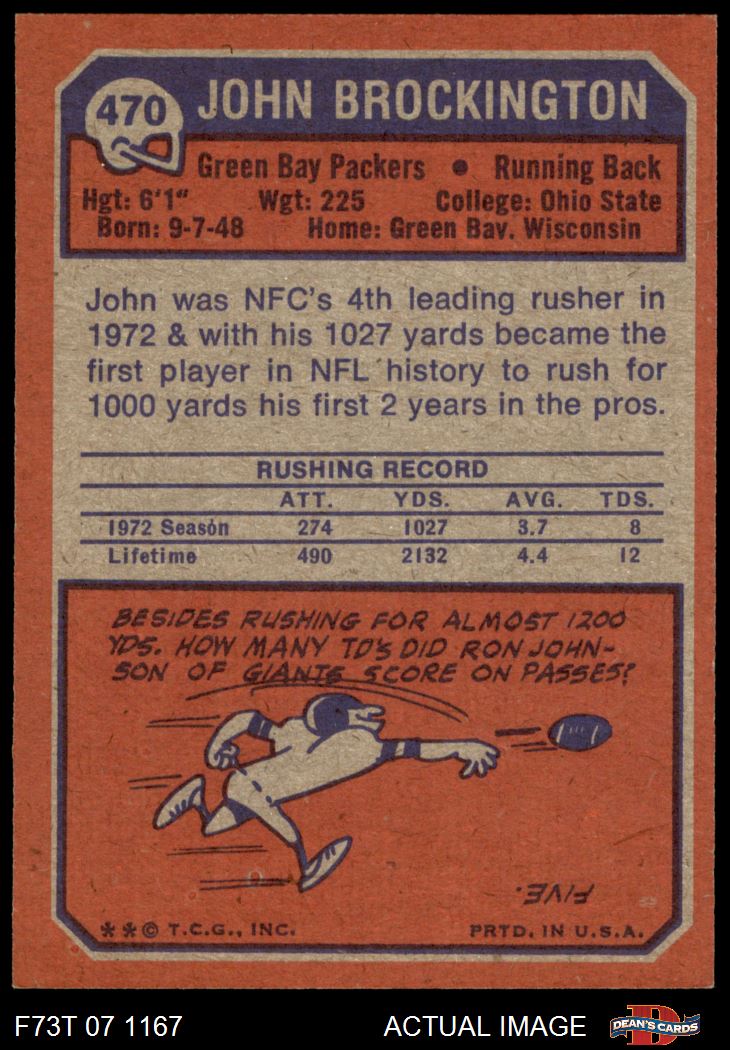 470
JOHN BROCKINGTON
Green Bay Packers • Running Back
Hgt: 6'1" Wgt: 225 College: Ohio State
Born: 9-7-48 Home: Green Bay, Wisconsin
John was NFC's 4th leading rusher in
1972 & with his 1027 yards became the
first player in NFL history to rush for
1000 yards his first 2 years in the pros.
RUSHING RECORD
ATT. YDS. AVG. TDS.
1972 Season 274 1027 3.7 8
Lifetime 490 2132 4.4 12
BESIDES RUSHING FOR ALMOST 1200
YDS. HOW MANY TD'S DID RON JOHN-
SON OF GIANTS SCORE ON PASSES?
FIVE.
**© T.C.G., INC. PRTD. IN U.S.A.
F73T 07 1167 ACTUAL IMAGE D DEAN'S CARDS